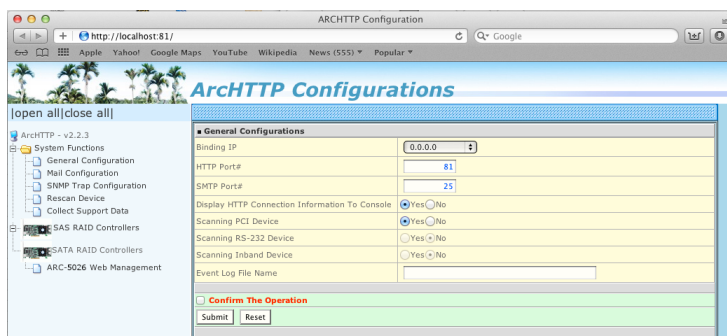 ARCHTTP Configuration
http://localhost:81/
Google
Apple Yahoo! Google Maps YouTube Wikipedia News (555) Popular
ArcHTTP Configurations
|open all|close all|
ArcHTTP - v2.2.3
System Functions
General Configuration
Mail Configuration
SNMP Trap Configuration
Rescan Device
Collect Support Data
SAS RAID Controllers
SATA RAID Controllers
ARC-5026 Web Management
General Configurations
Binding IP 0.0.0.0
HTTP Port# 81
SMTP Port# 25
Display HTTP Connection Information To Console Yes No
Scanning PCI Device Yes No
Scanning RS-232 Device Yes No
Scanning Inband Device Yes No
Event Log File Name
Confirm The Operation
Submit Reset